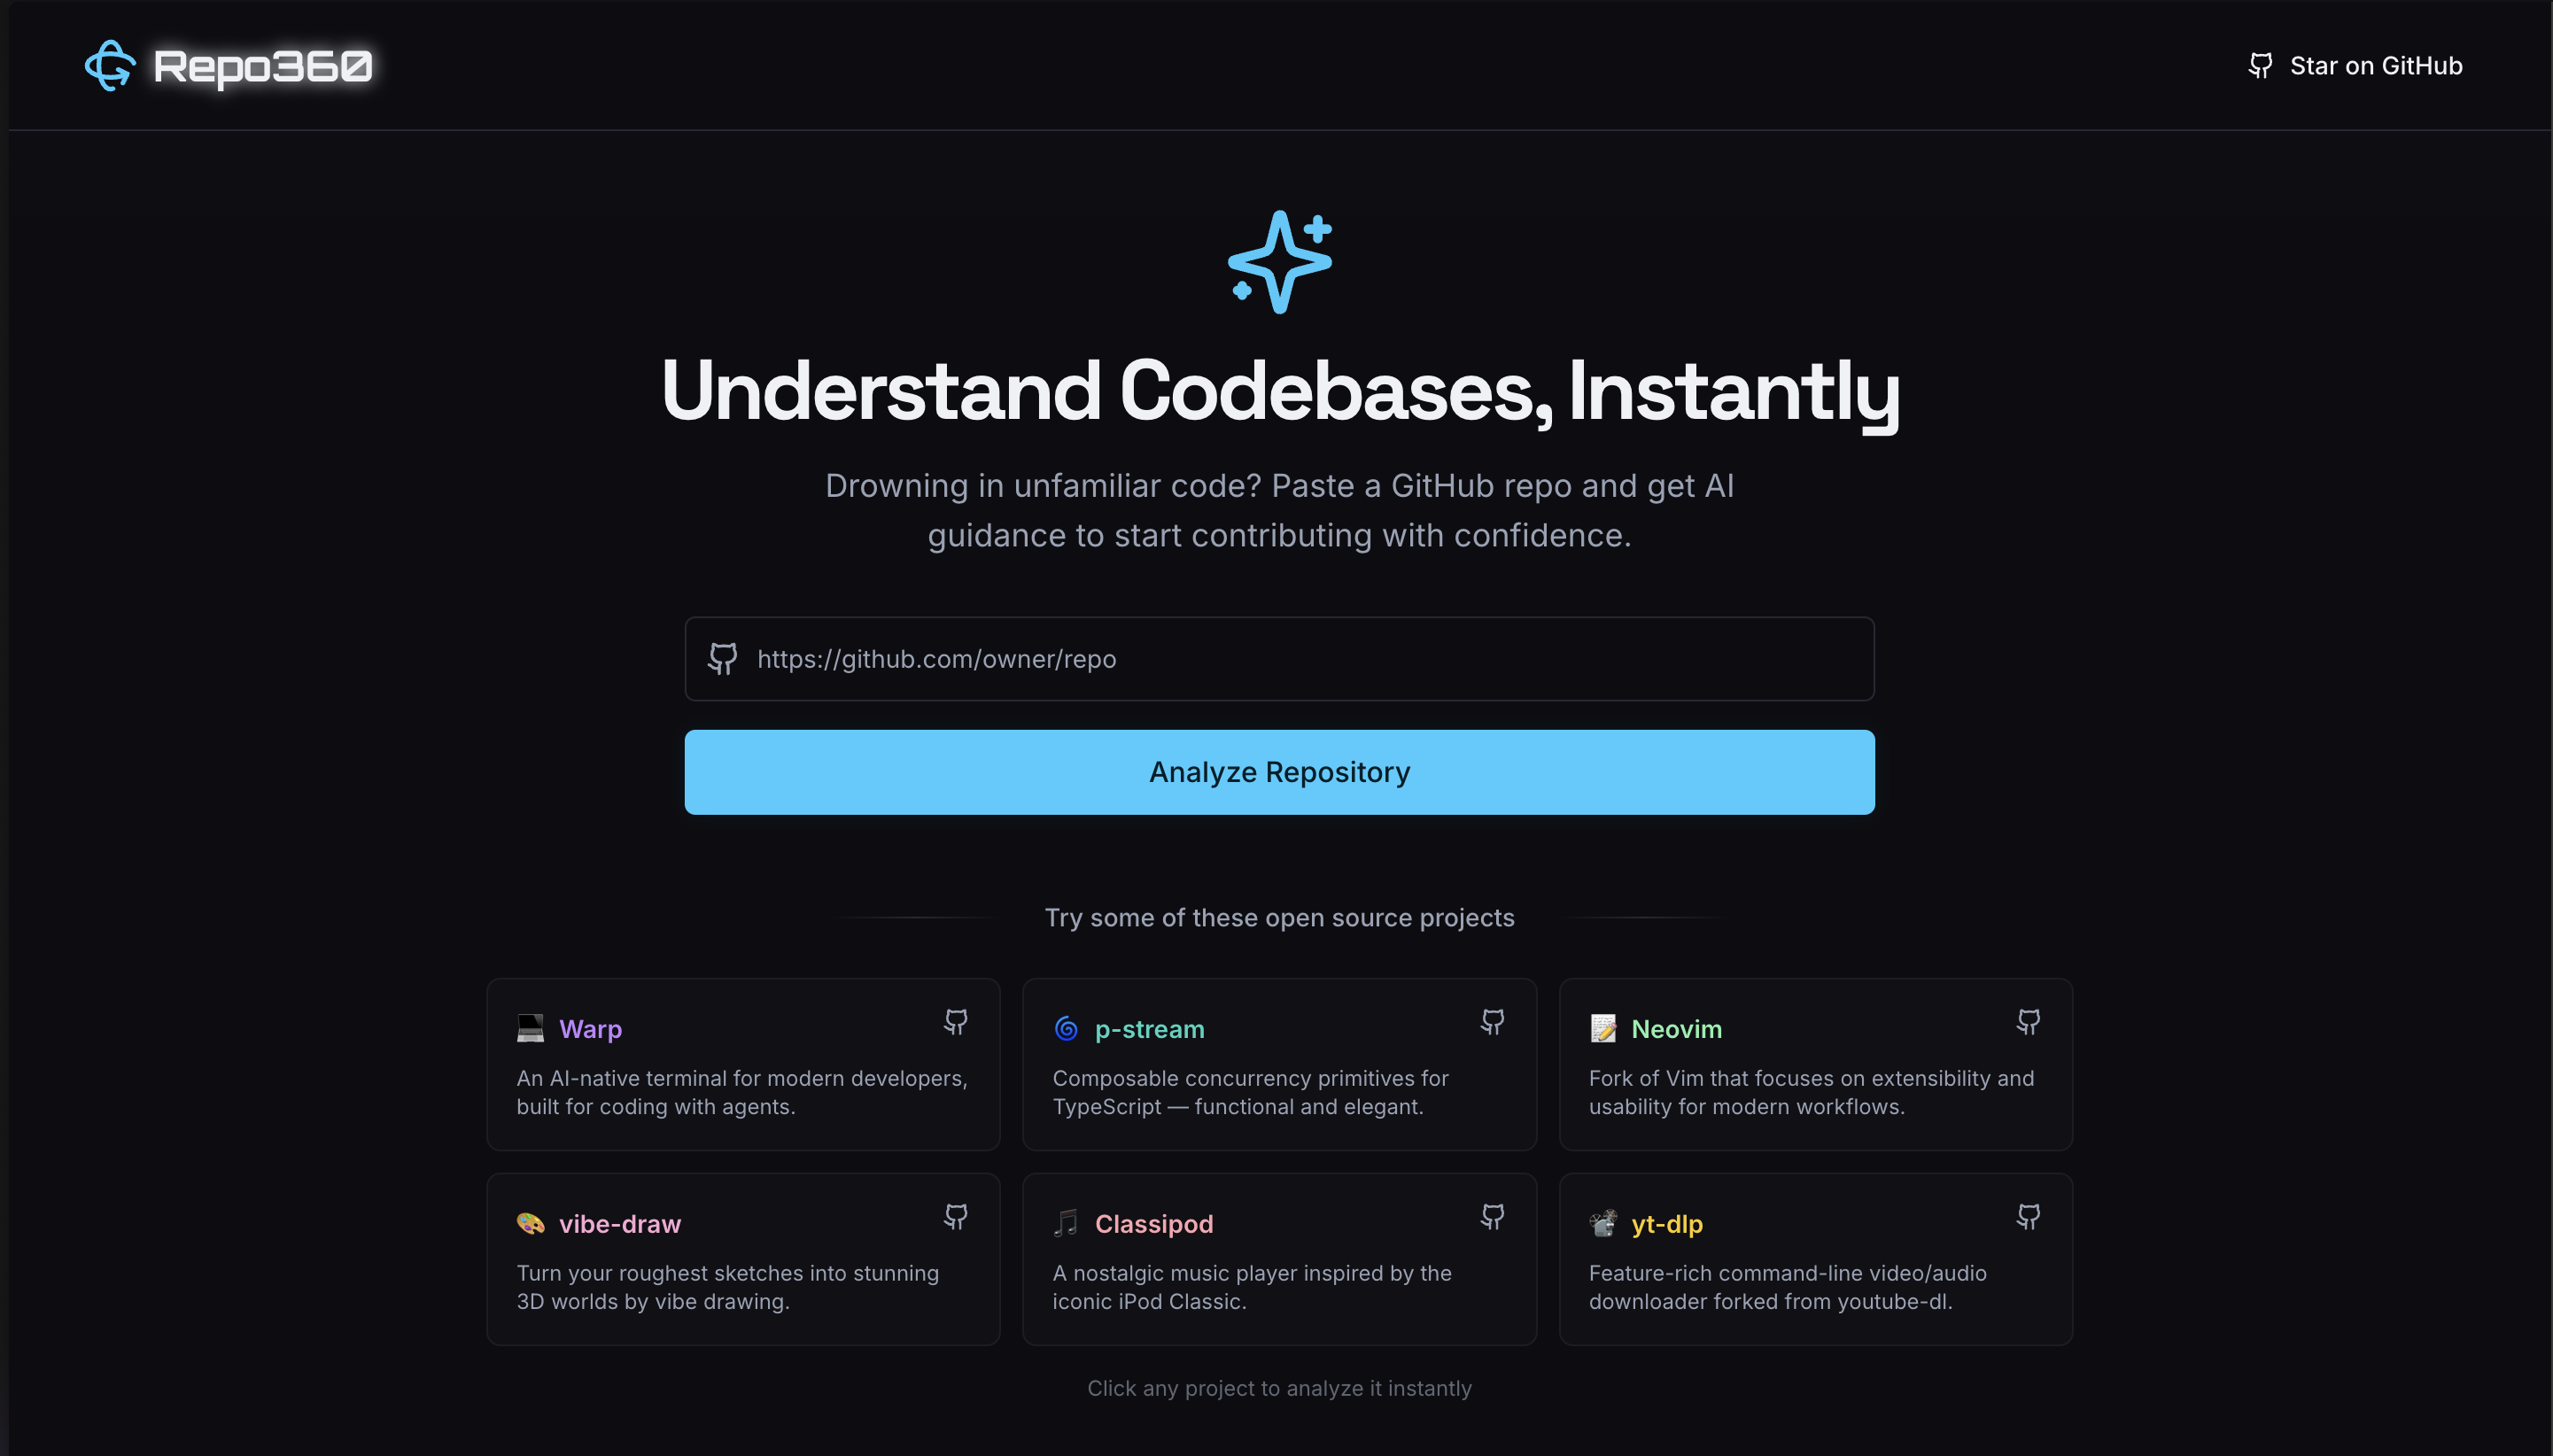 Repo360
Star on GitHub
Understand Codebases, Instantly
Drowning in unfamiliar code? Paste a GitHub repo and get AI
guidance to start contributing with confidence.
https://github.com/owner/repo
Analyze Repository
Try some of these open source projects
Warp
An AI-native terminal for modern developers,
built for coding with agents.
p-stream
Composable concurrency primitives for
TypeScript — functional and elegant.
Neovim
Fork of Vim that focuses on extensibility and
usability for modern workflows.
vibe-draw
Turn your roughest sketches into stunning
3D worlds by vibe drawing.
Classipod
A nostalgic music player inspired by the
iconic iPod Classic.
yt-dlp
Feature-rich command-line video/audio
downloader forked from youtube-dl.
Click any project to analyze it instantly